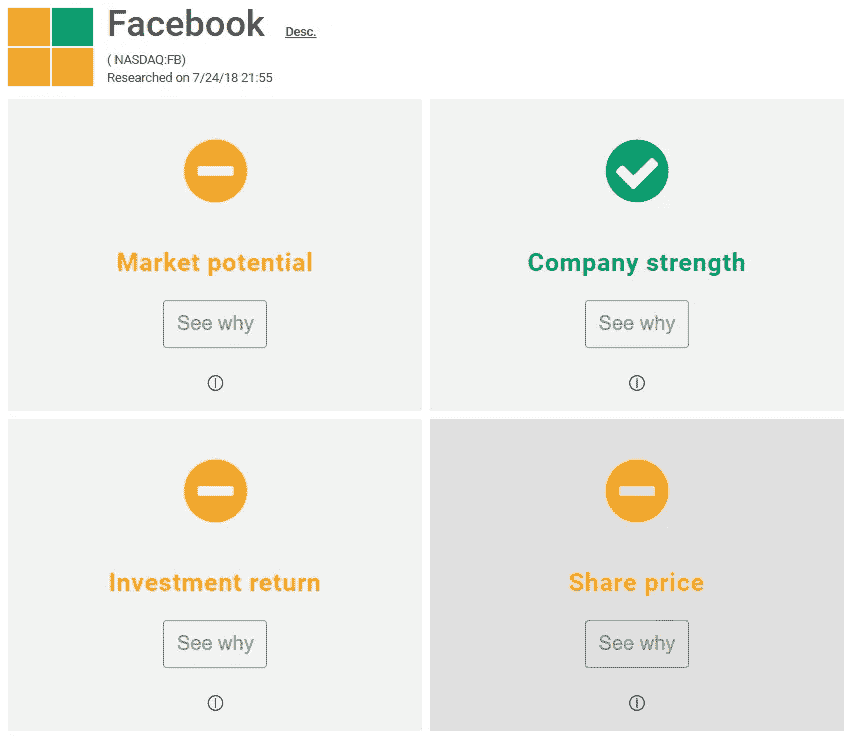 Facebook Desc.
( NASDAQ:FB)
Researched on 7/24/18 21:55
Market potential
See why
Company strength
See why
Investment return
See why
Share price
See why